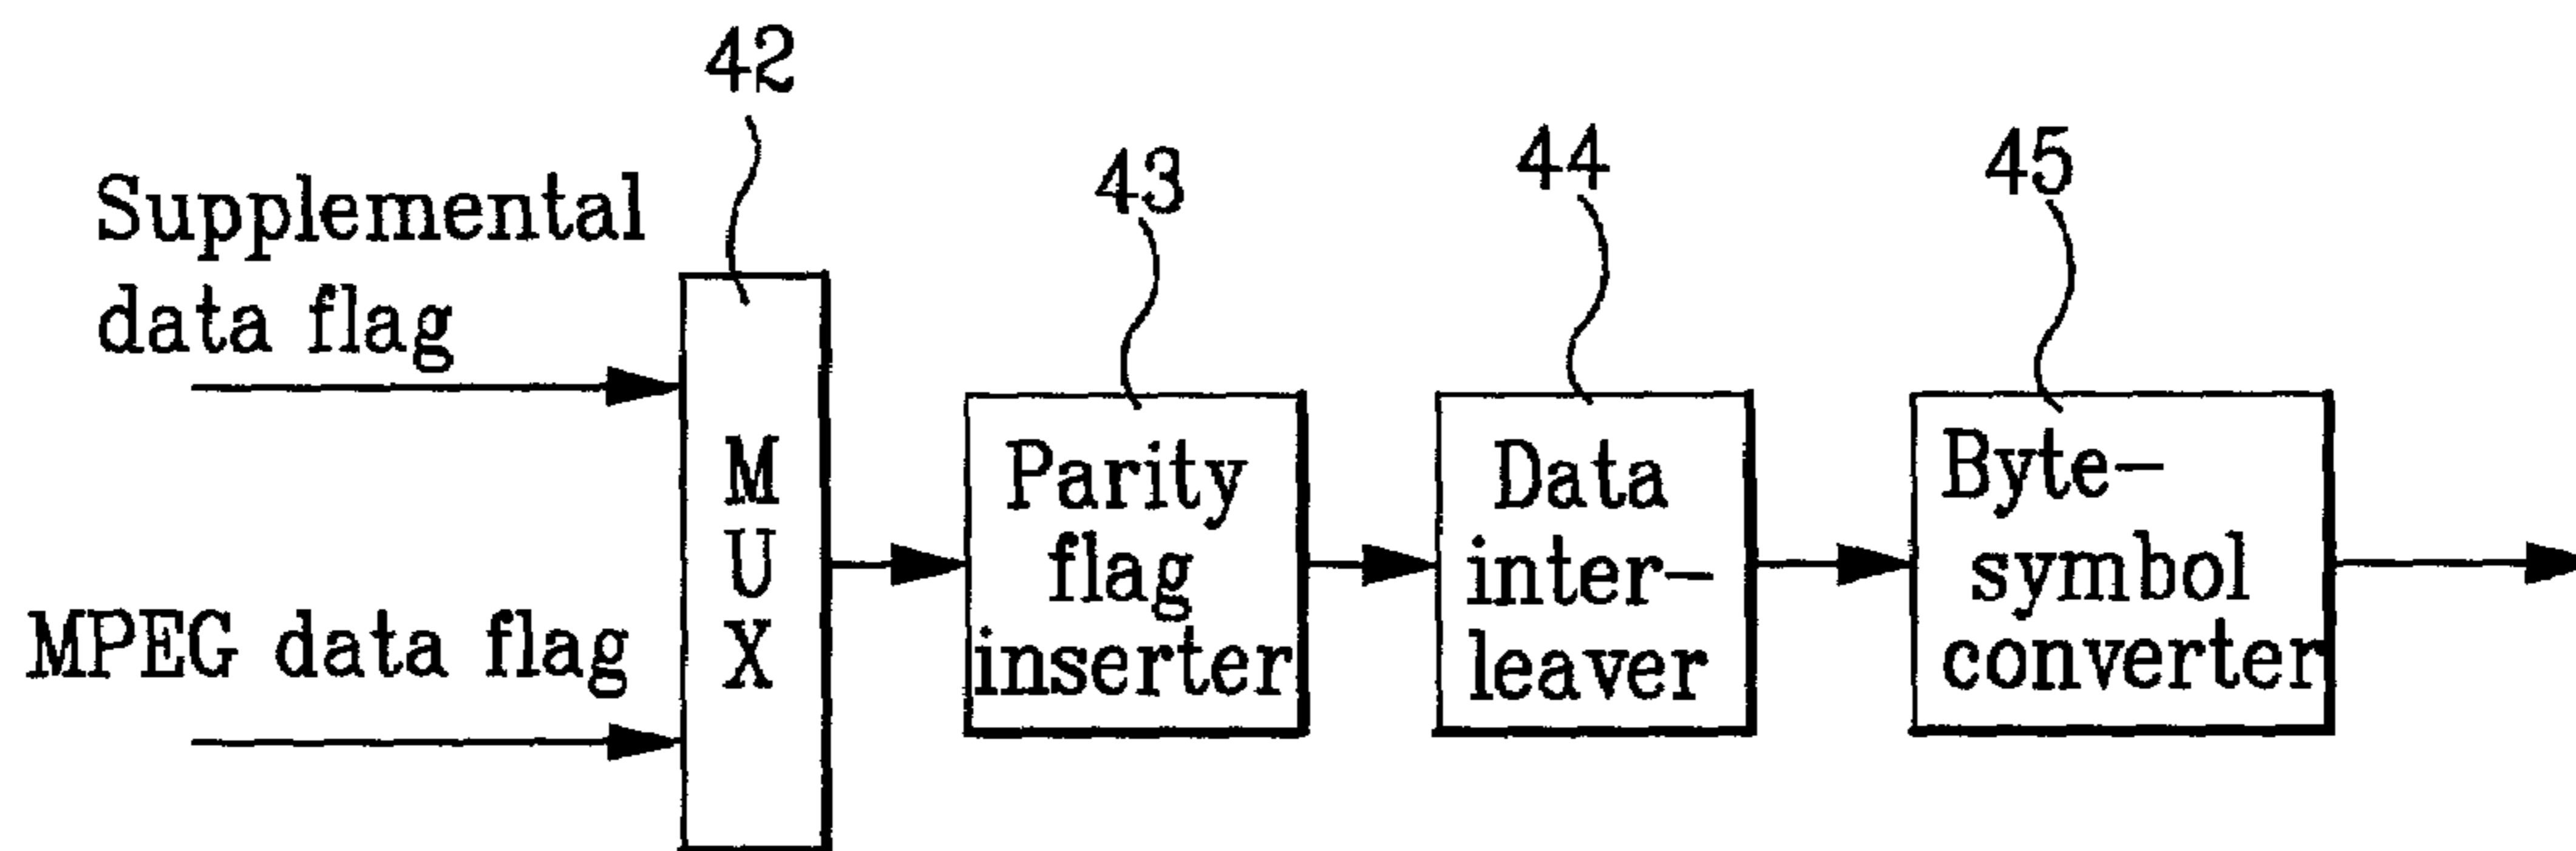 42
43
44
45
Supplemental
data flag
MPEG data flag
M
U
X
Parity
flag
inserter
Data
inter-
leaver
Byte-
symbol
converter